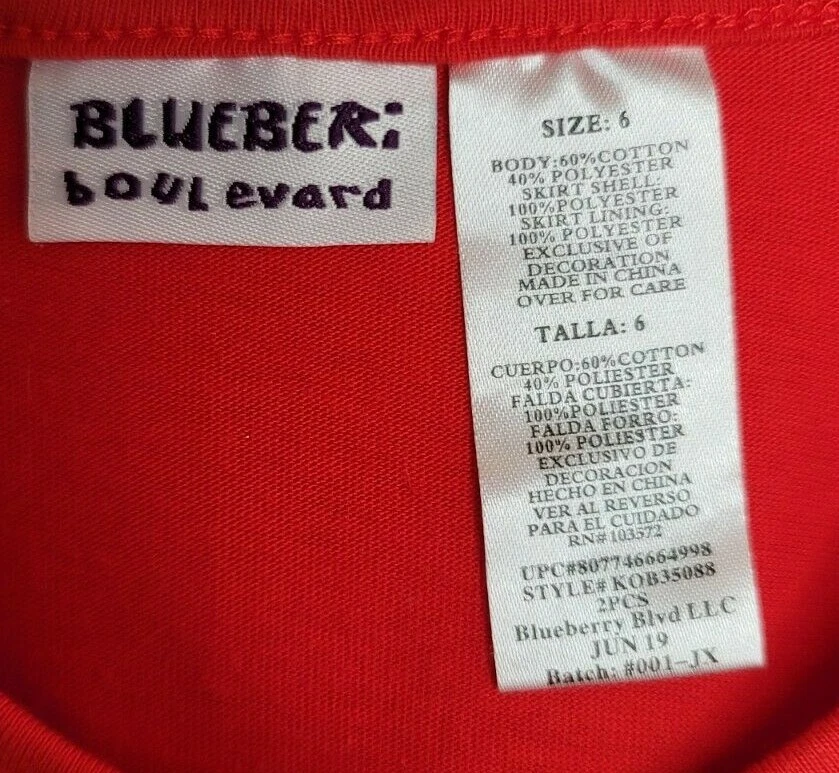 BLUEBERi
boulevard
SIZE: 6
BODY:60%COTTON
40% POLYESTER
SKIRT SHELL:
100%POLYESTER
SKIRT LINING:
100% POLYESTER
EXCLUSIVE OF
DECORATION
MADE IN CHINA
OVER FOR CARE
TALLA: 6
CUERPO:60%COTTON
40% POLIESTER
FALDA CUBIERTA:
100%POLIESTER
FALDA FORRO:
100% POLIESTER
EXCLUSIVO DE
DECORACION
HECHO EN CHINA
VER AL REVERSO
PARA EL CUIDADO
RN# 103572
UPC#807746664998
STYLE# KOB35088
2PCS
Blueberry Blvd LLC
JUN 19
Batch: #001-JX